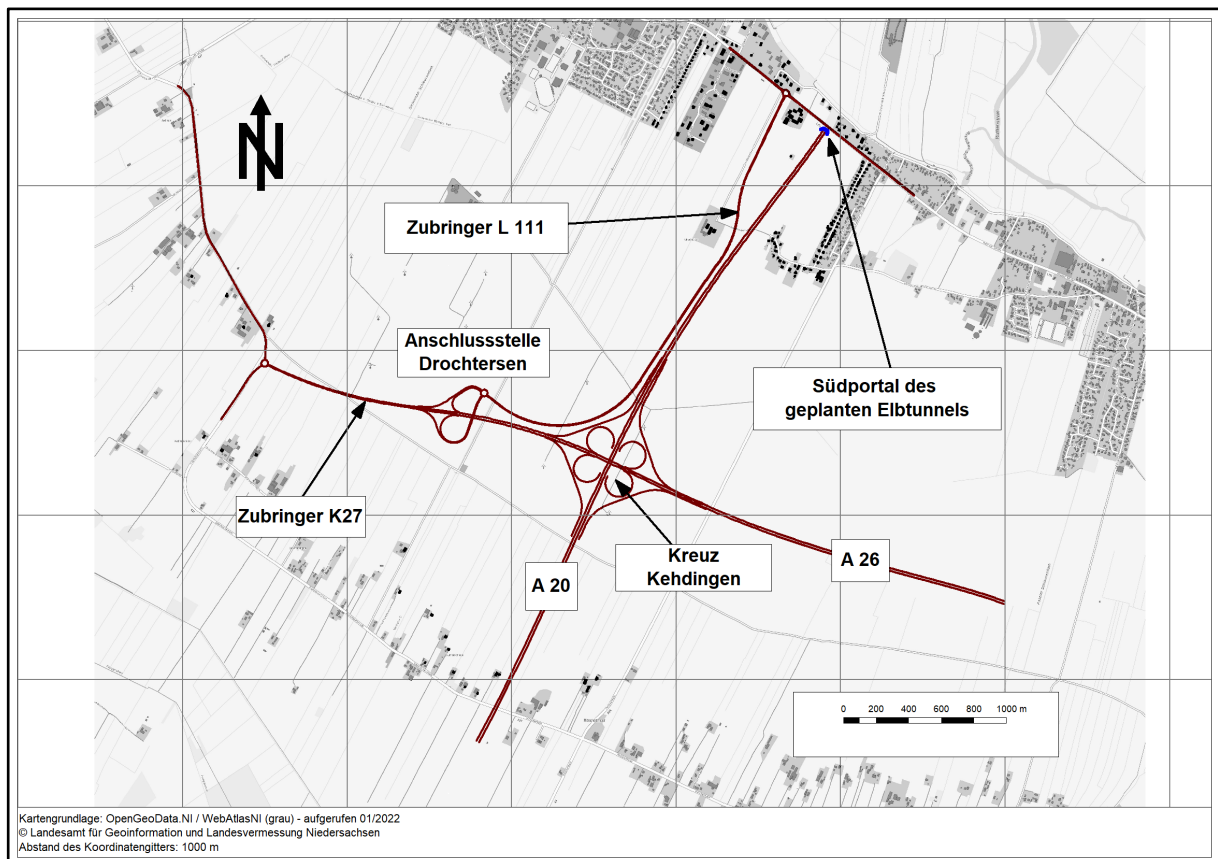 N
Zubringer L 111
Anschlussstelle
Drochtersen
Südportal des
geplanten Elbtunnels
Zubringer K27
Kreuz
Kehdingen
A 26
A 20
0 200 400 600 800 1000 m
Kartengrundlage: OpenGeoData.NI / WebAtlasNI (grau) - aufgerufen 01/2022
© Landesamt für Geoinformation und Landesvermessung Niedersachsen
Abstand des Koordinatengitters: 1000 m